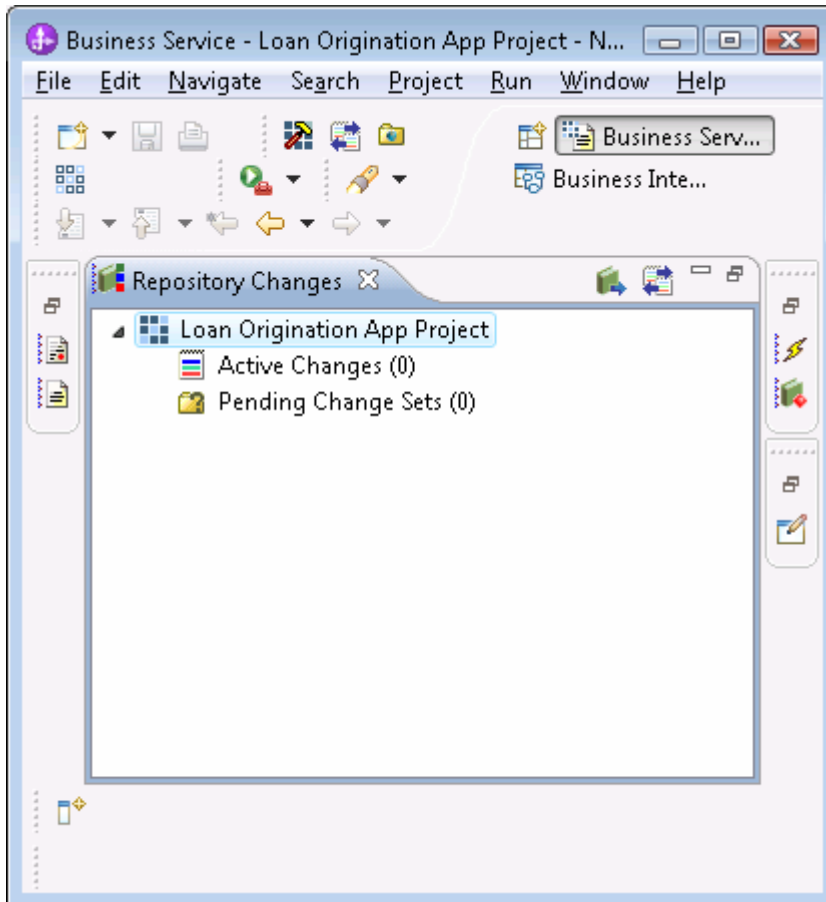 Business Service - Loan Origination App Project - N...
File Edit Navigate Search Project Run Window Help
Business Serv...
Business Inte...
Repository Changes
Loan Origination App Project
Active Changes (0)
Pending Change Sets (0)